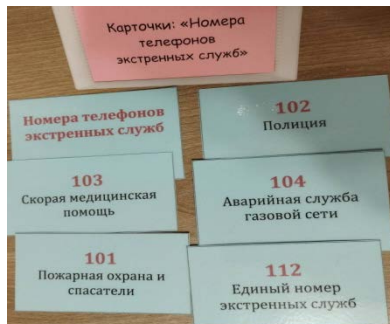 Карточки: «Номера
телефонов
экстренных служб»
Номера телефонов
экстренных служб
102
Полиция
103
Скорая медицинская
помощь
104
Аварийная служба
газовой сети
101
Пожарная охрана и
спасатели
112
Единый номер
экстренных служб